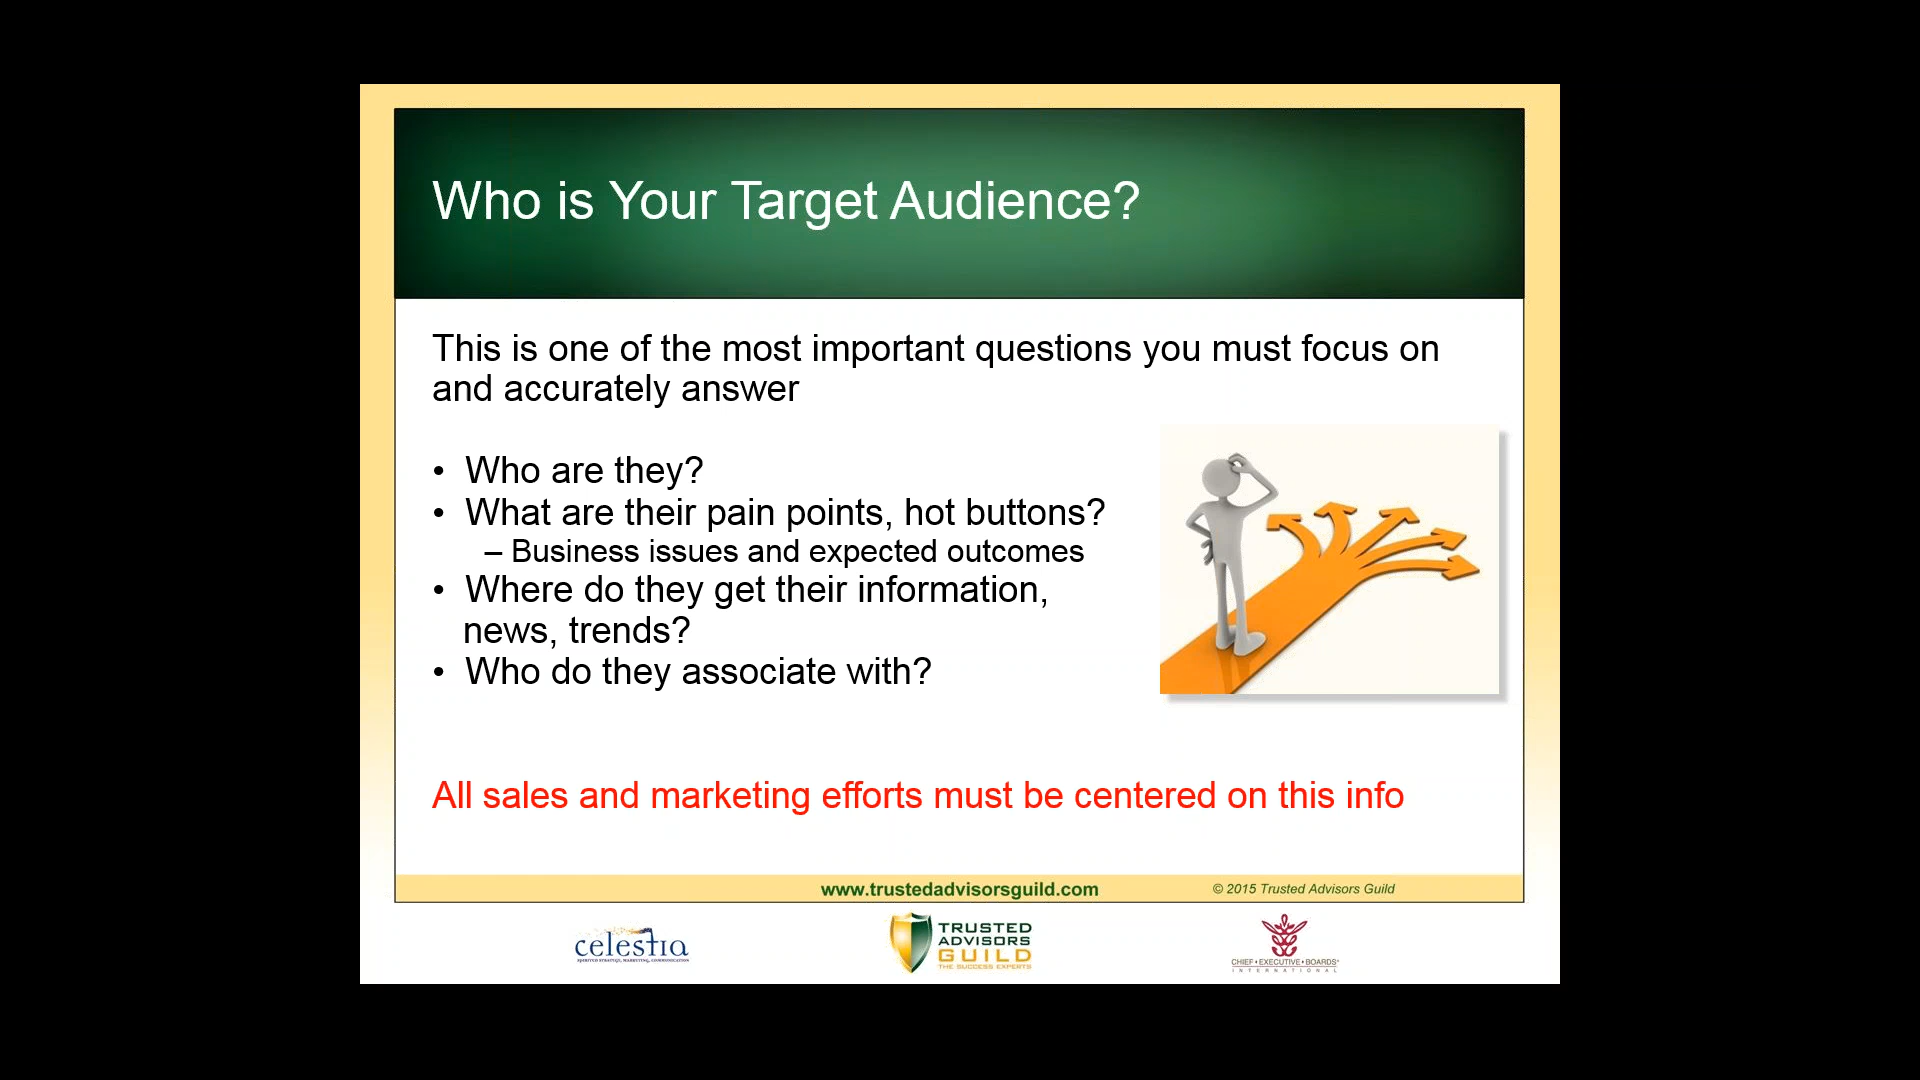 Who is Your Target Audience?
This is one of the most important questions you must focus on
and accurately answer
• Who are they?
• What are their pain points, hot buttons?
– Business issues and expected outcomes
• Where do they get their information,
news, trends?
• Who do they associate with?
All sales and marketing efforts must be centered on this info
www.trustedadvisorsguild.com
© 2015 Trusted Advisors Guild
celestia
SPIRITED STRATEGY, MARKETING, COMMUNICATION
TRUSTED
ADVISORS
GUILD
THE SUCCESS EXPERTS
CHIEF • EXECUTIVE • BOARDS
INTERNATIONAL